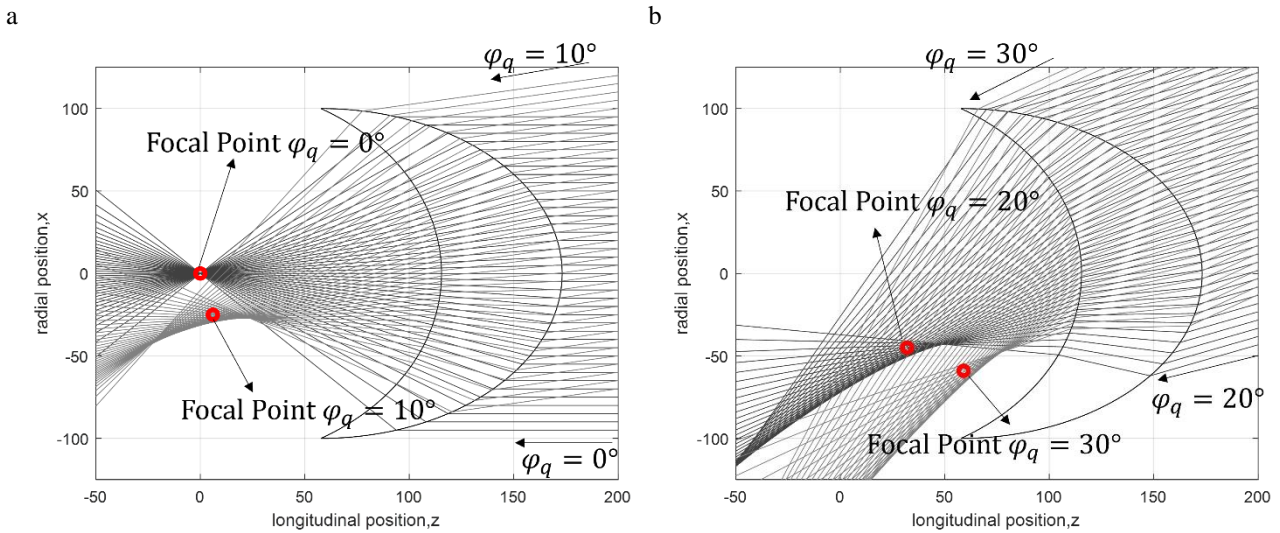 a
φq = 10°
100
50
0
-50
-100
radial position,x
Focal Point φq = 0°
Focal Point φq = 10°
φq = 0°
-50
0
50
100
150
200
longitudinal position,z
b
φq = 30°
100
50
0
-50
-100
radial position,x
Focal Point φq = 20°
φq = 20°
Focal Point φq = 30°
-50
0
50
100
150
200
longitudinal position,z